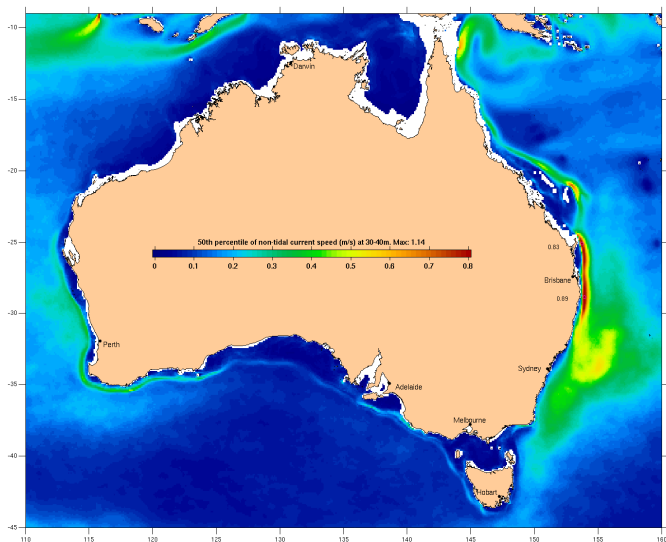 -10
-15
-20
-25
-30
-35
-40
-45
Darwin
50th percentile of non-tidal current speed (m/s) at 30-40m. Max: 1.14
0 0.1 0.2 0.3 0.4 0.5 0.6 0.7 0.8
0.83
Brisbane
0.89
Perth
Sydney
Adelaide
Melbourne
Hobart
110 115 120 125 130 135 140 145 150 155 160